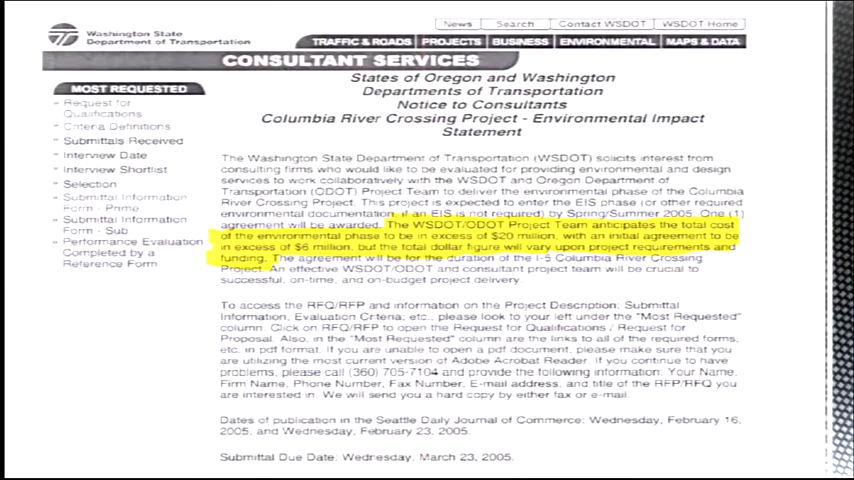 News
Search
Contact WSDOT
WSDOT Home
Washington State
Department of Transportation
TRAFFIC & ROADS
PROJECTS
BUSINESS
ENVIRONMENTAL
MAPS & DATA
CONSULTANT SERVICES
MOST REQUESTED
Request for
Qualifications
Criteria Definitions
Submittals Received
Interview Date
Interview Shortlist
Selection
Submittal Information
Form - Prime
Submittal Information
Form - Sub
Performance Evaluation
Completed by a
Reference Form
States of Oregon and Washington
Departments of Transportation
Notice to Consultants
Columbia River Crossing Project - Environmental Impact
Statement
The Washington State Department of Transportation (WSDOT) solicits interest from
consulting firms who would like to be evaluated for providing environmental and design
services to work collaboratively with the WSDOT and Oregon Department of
Transportation (ODOT) Project Team to deliver the environmental phase of the Columbia
River Crossing Project. This project is expected to enter the EIS phase (or other required
environmental documentation, if an EIS is not required) by Spring/Summer 2005. One (1)
agreement will be awarded. The WSDOT/ODOT Project Team anticipates the total cost
of the environmental phase to be in excess of $20 million, with an initial agreement to be
in excess of $6 million, but the total dollar figure will vary upon project requirements and
funding. The agreement will be for the duration of the I-5 Columbia River Crossing
Project. An effective WSDOT/ODOT and consultant project team will be crucial to
successful, on-time, and on-budget project delivery.
To access the RFQ/RFP and information on the Project Description, Submittal
Information, Evaluation Criteria, etc., please look to your left under the "Most Requested"
column. Click on RFQ/RFP to open the Request for Qualifications / Request for
Proposal. Also, in the "Most Requested" column are the links to all of the required forms,
etc. in pdf format. If you are unable to open a pdf document, please make sure that you
are utilizing the most current version of Adobe Acrobat Reader. If you continue to have
problems, please call (360) 705-7104 and provide the following information: Your Name,
Firm Name, Phone Number, Fax Number, E-mail address, and title of the RFP/RFQ you
are interested in. We will send you a hard copy by either fax or e-mail.
Dates of publication in the Seattle Daily Journal of Commerce: Wednesday, February 16,
2005, and Wednesday, February 23, 2005.
Submittal Due Date: Wednesday, March 23, 2005.